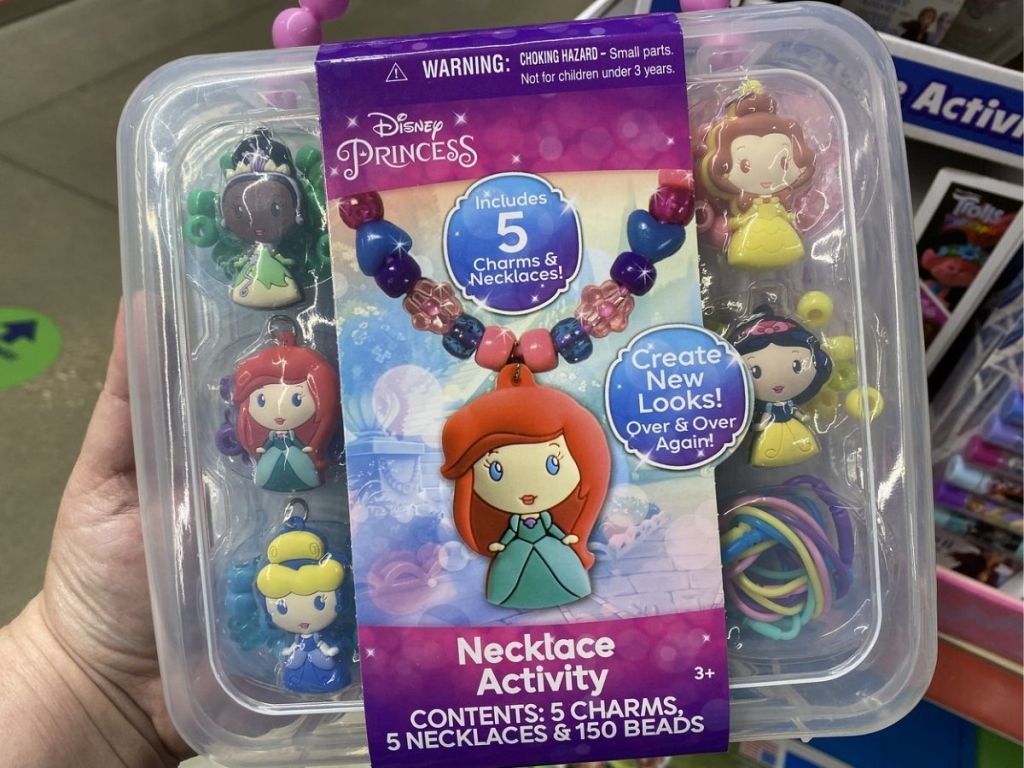 WARNING: CHOKING HAZARD – Small parts.
Not for children under 3 years.
Disney
PRINCESS
Includes
5
Charms &
Necklaces!
Create
New
Looks!
Over & Over
Again!
Necklace
Activity
3+
CONTENTS: 5 CHARMS,
5 NECKLACES & 150 BEADS
Activi
Trolls